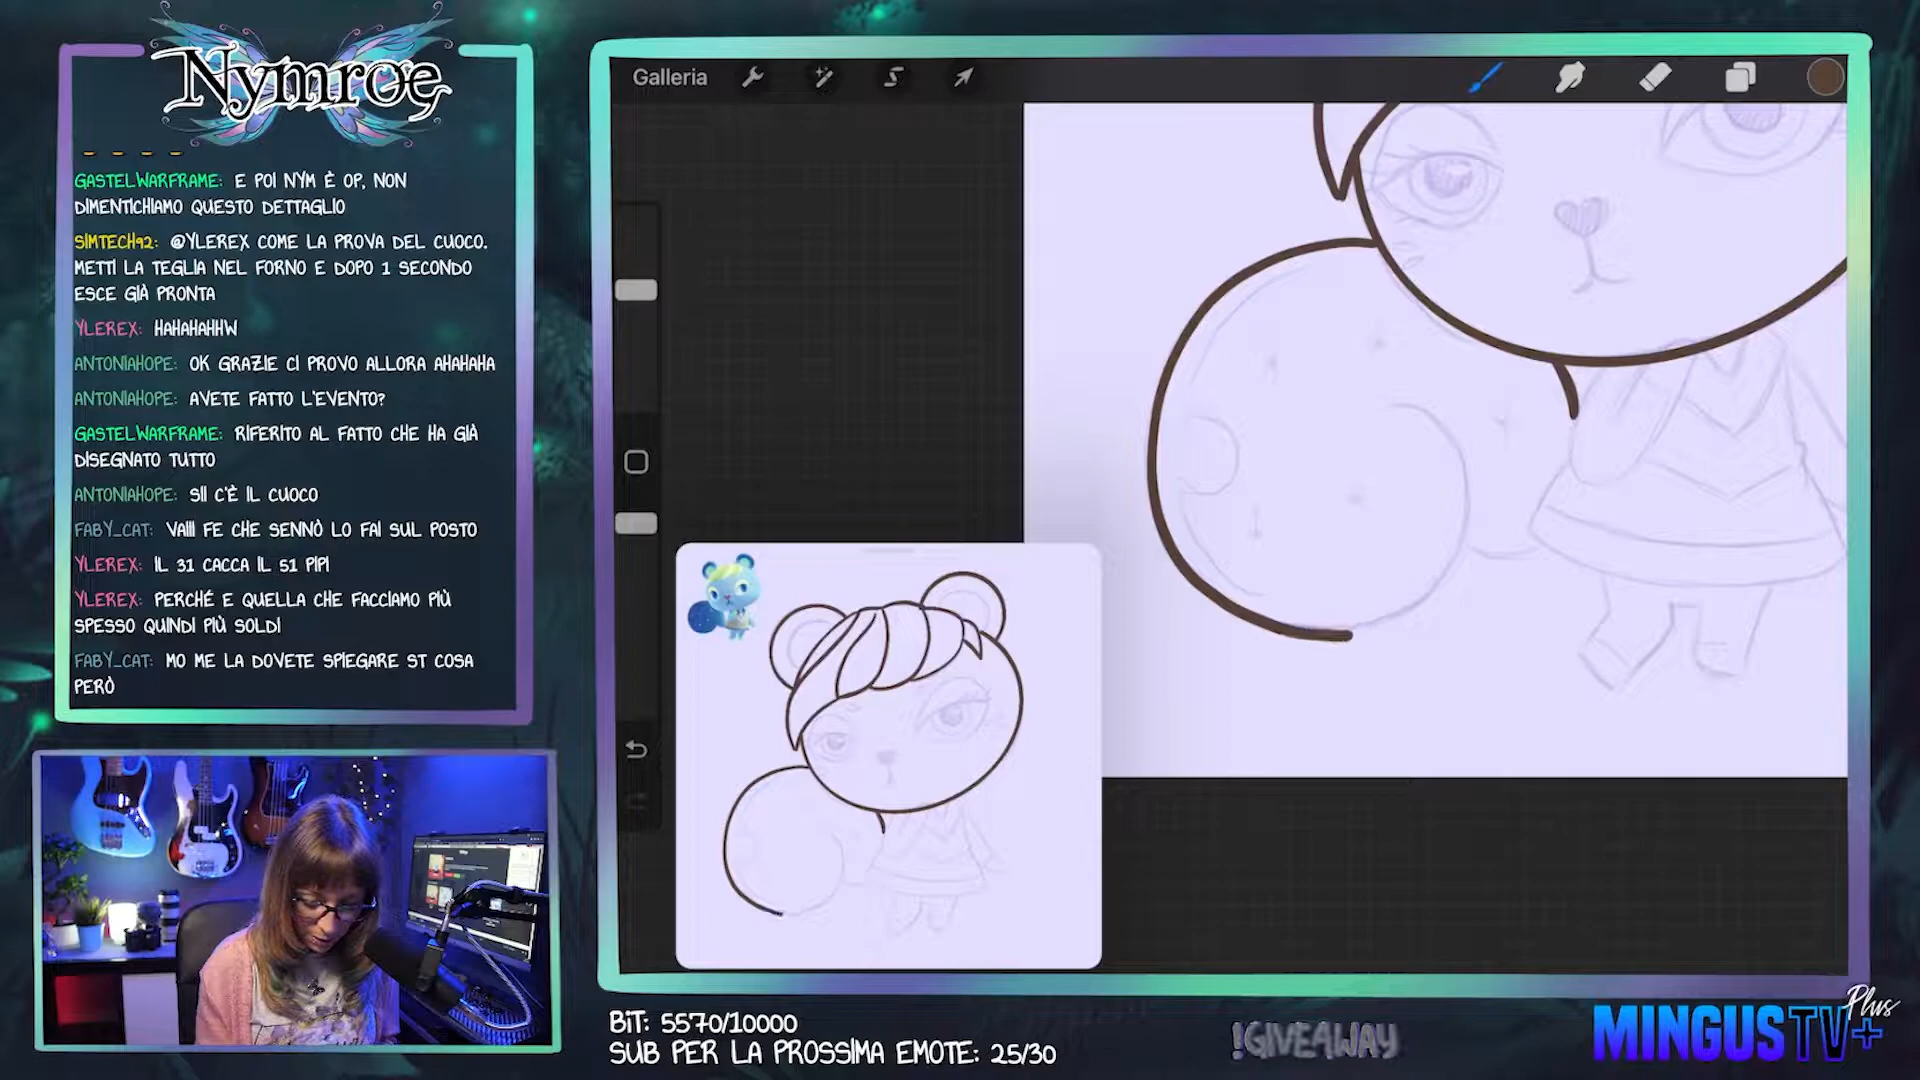 Nymroe
GASTELWARFRAME: E POI NYM È OP, NON
DIMENTICHIAMO QUESTO DETTAGLIO
SIMTECH92: @YLEREX COME LA PROVA DEL CUOCO.
METTI LA TEGLIA NEL FORNO E DOPO 1 SECONDO
ESCE GIÀ PRONTA
YLEREX: HAHAHAHHW
ANTONIAHOPE: OK GRAZIE CI PROVO ALLORA AHAHAHA
ANTONIAHOPE: AVETE FATTO L'EVENTO?
GASTELWARFRAME: RIFERITO AL FATTO CHE HA GIÀ
DISEGNATO TUTTO
ANTONIAHOPE: SII C'È IL CUOCO
FABY_CAT: VAIII FE CHE SENNÒ LO FAI SUL POSTO
YLEREX: IL 31 CACCA IL 51 PIPI
YLEREX: PERCHÉ E QUELLA CHE FACCIAMO PIÙ
SPESSO QUINDI PIÙ SOLDI
FABY_CAT: MO ME LA DOVETE SPIEGARE ST COSA
PERÒ
Galleria
BIT: 5570/10000
SUB PER LA PROSSIMA EMOTE: 25/30
!GIVEAWAY
MINGUSTV+
Plus